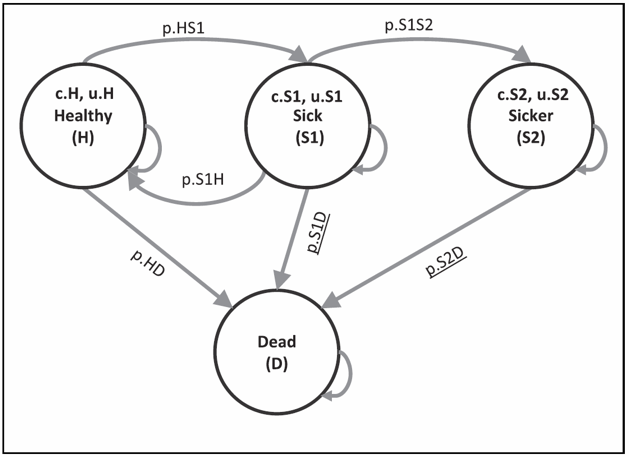 p.HS1
p.S1S2
c.H, u.H
Healthy
(H)
c.S1, u.S1
Sick
(S1)
c.S2, u.S2
Sicker
(S2)
p.S1H
p.HD
p.S1D
p.S2D
Dead
(D)